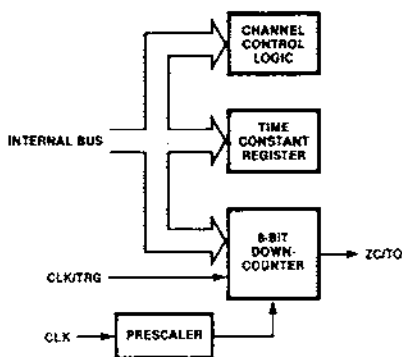 CHANNEL
CONTROL
LOGIC
INTERNAL BUS
TIME
CONSTANT
REGISTER
8-BIT
DOWN-
COUNTER
ZC/TO
CLK/TRG
CLK
PRESCALER